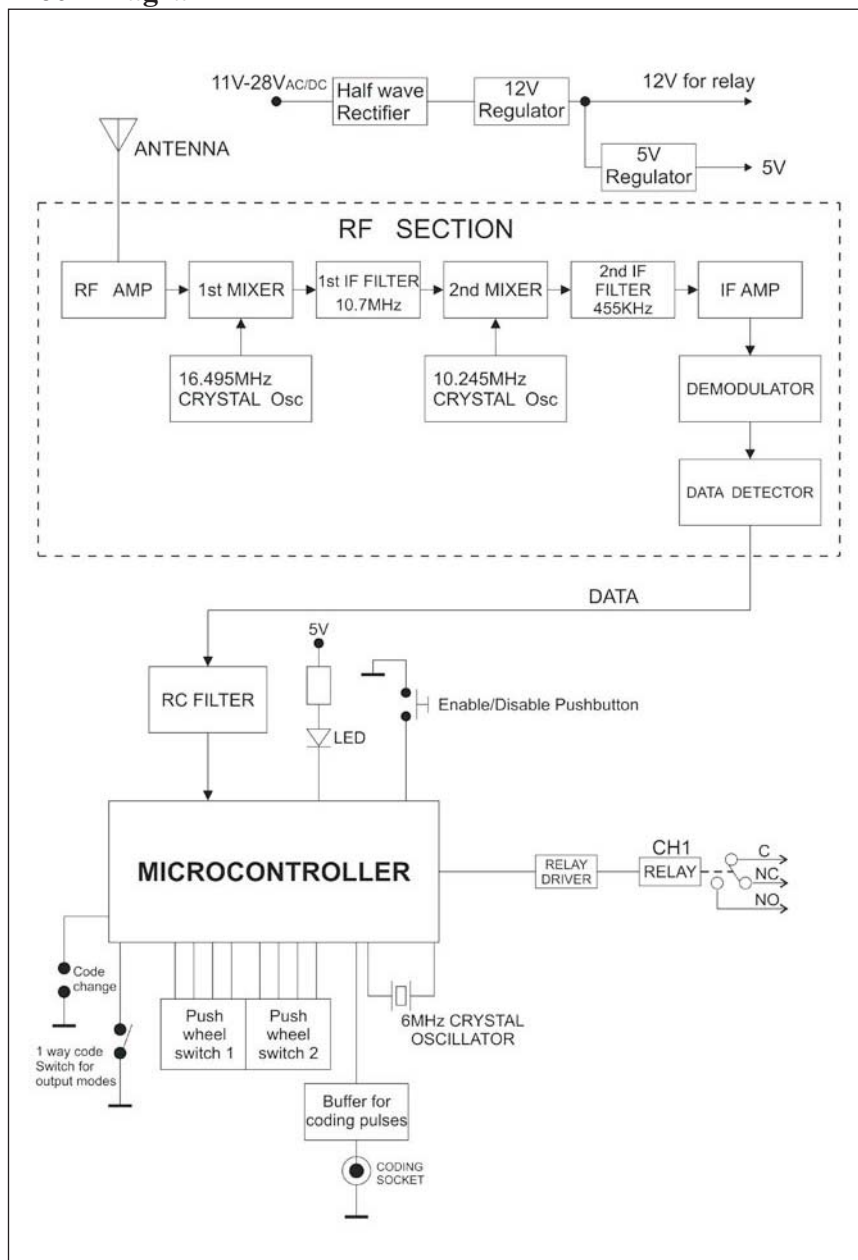 11V-28VAC/DC
Half wave
Rectifier
12V
Regulator
12V for relay
5V
Regulator
5V
ANTENNA
RF SECTION
RF AMP
1st MIXER
1st IF FILTER
10.7MHz
2nd MIXER
2nd IF
FILTER
455KHz
IF AMP
16.495MHz
CRYSTAL Osc
10.245MHz
CRYSTAL Osc
DEMODULATOR
DATA DETECTOR
DATA
5V
RC FILTER
LED
Enable/Disable Pushbutton
MICROCONTROLLER
RELAY
DRIVER
CH1
RELAY
C
NC
NO
Code
change
1 way code
Switch for
output modes
Push
wheel
switch 1
Push
wheel
switch 2
6MHz CRYSTAL
OSCILLATOR
Buffer for
coding pulses
CODING
SOCKET